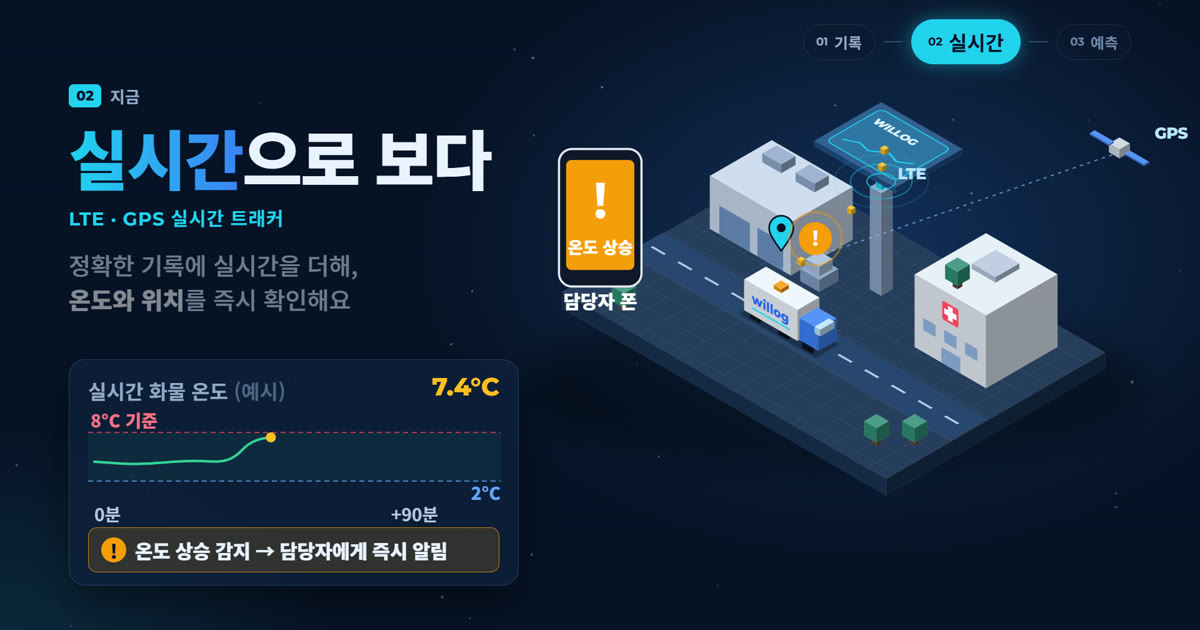 01 기록
02 실시간
03 예측
02 지금
실시간으로 보다
LTE · GPS 실시간 트래커
정확한 기록에 실시간을 더해,
온도와 위치를 즉시 확인해요
실시간 화물 온도 (예시)
7.4°C
8°C 기준
2°C
0분
+90분
! 온도 상승 감지 → 담당자에게 즉시 알림
!
온도 상승
담당자 폰
WILLOG
LTE
GPS
!
willog